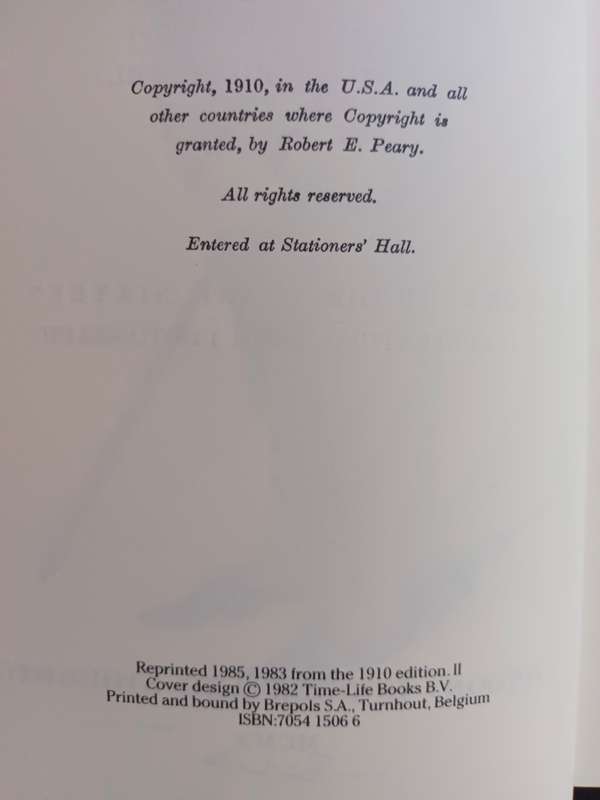 Copyright, 1910, in the U.S.A. and all
other countries where Copyright is
granted, by Robert E. Peary.
All rights reserved.
Entered at Stationers' Hall.
Reprinted 1985, 1983 from the 1910 edition. II
Cover design © 1982 Time-Life Books B.V.
Printed and bound by Brepols S.A., Turnhout, Belgium
ISBN:7054 1506 6